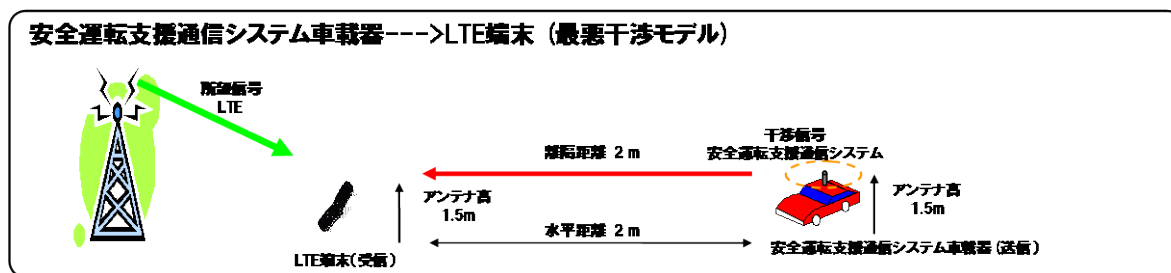 安全運転支援通信システム車載器--->LTE端末（最悪干渉モデル）
所望信号
LTE
干渉信号
安全運転支援通信システム
離隔距離 2 m
アンテナ高
1.5m
アンテナ高
1.5m
水平距離 2 m
LTE端末(受信)
安全運転支援通信システム車載器(送信)